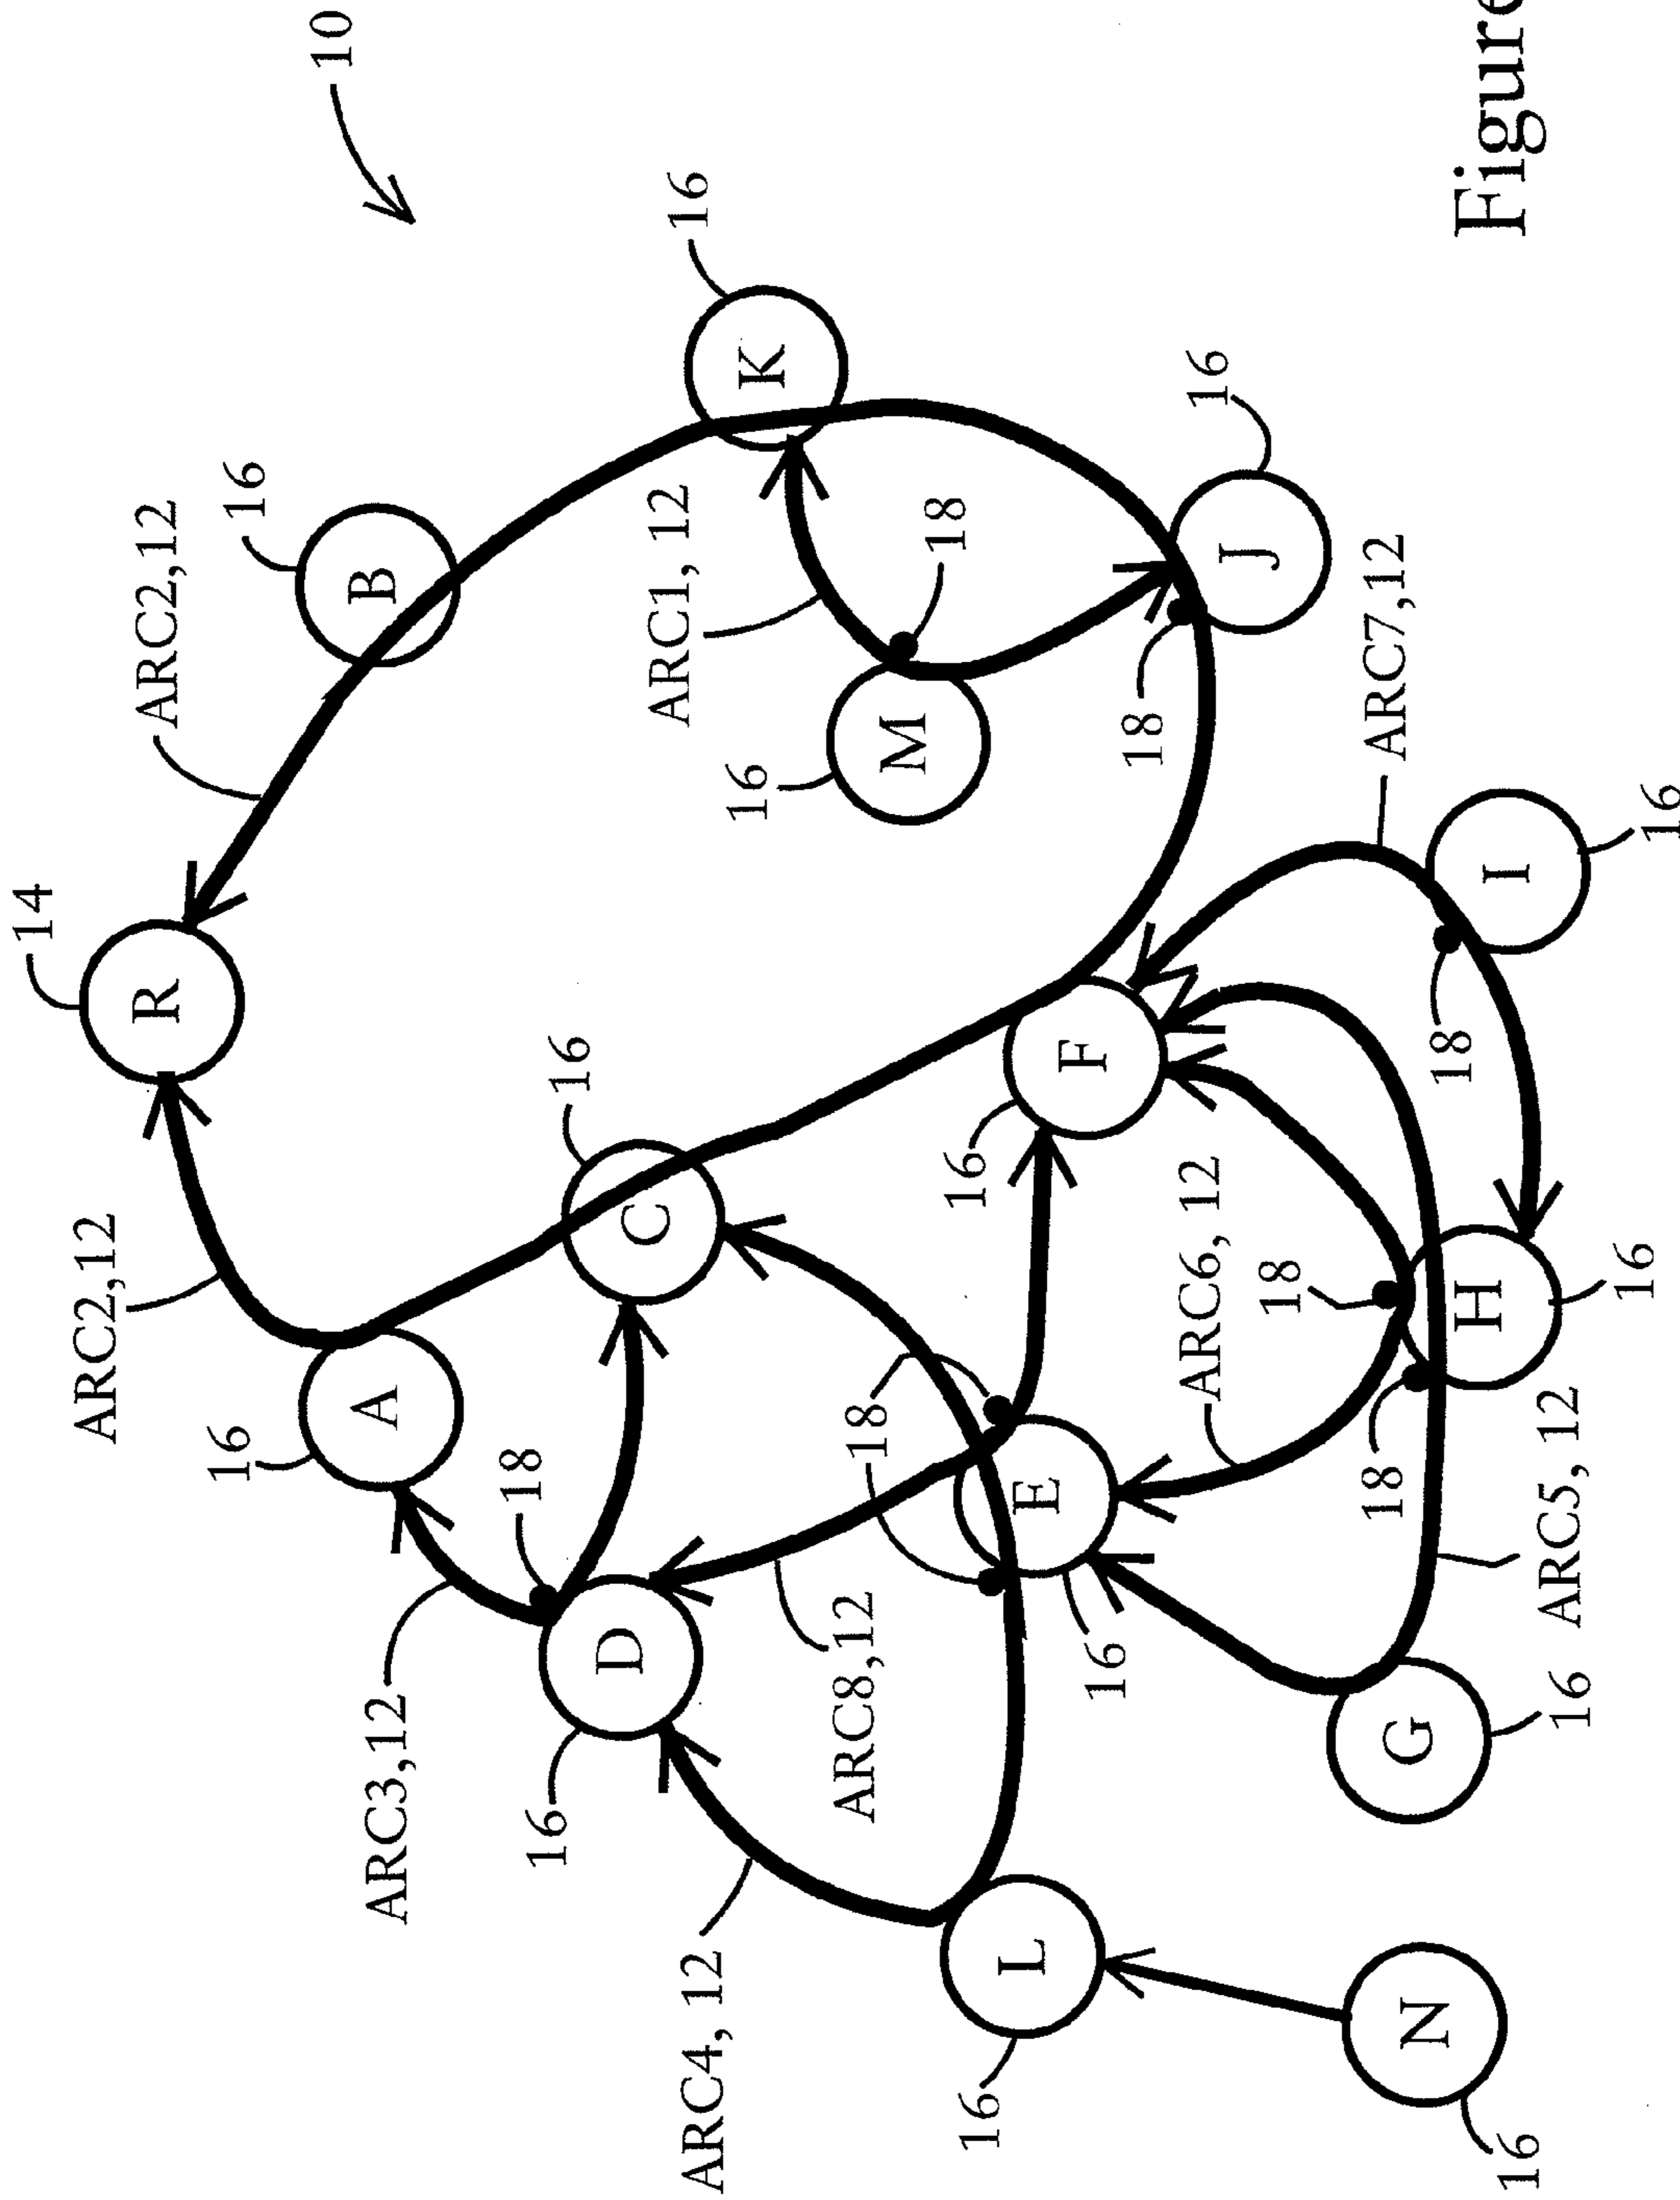 14
ARC2,12
ARC2,12
R
16
16
10
A
B
ARC3,12
18
16
16
D
C
ARC1, 12
16
ARC4, 12
16
K
ARC8,12
18
M
18
16
16
L
E
F
16
18
ARC6, 12
16
J
18
18
ARC7,12
G
N
18
H
I
Figure
16
16
ARC5, 12
16
16